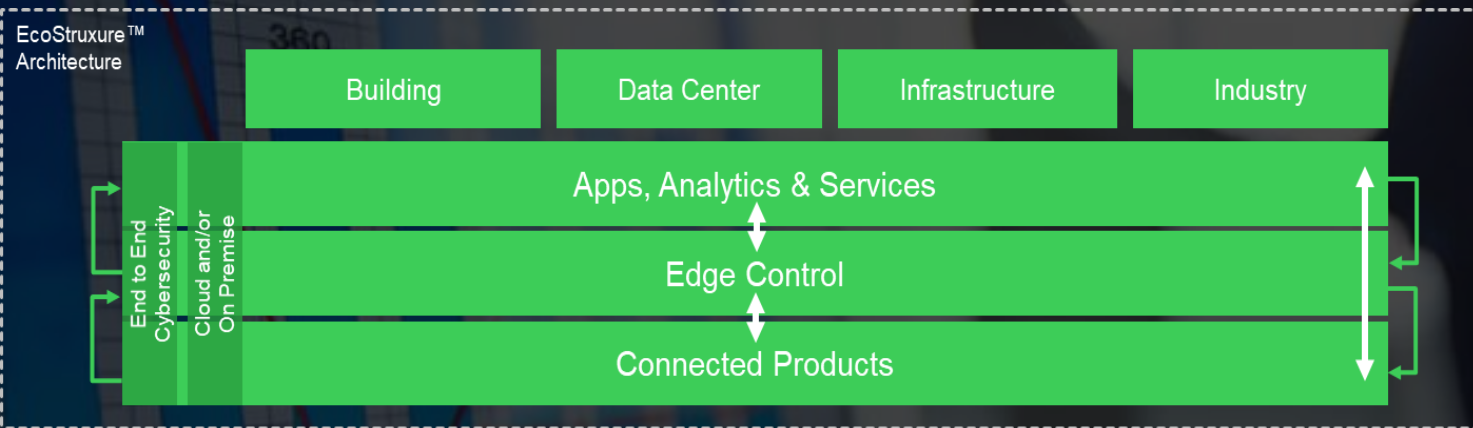 EcoStruxure™
Architecture
360
Building
Data Center
Infrastructure
Industry
End to End
Cybersecurity
Cloud and/or
On Premise
Apps, Analytics & Services
Edge Control
Connected Products